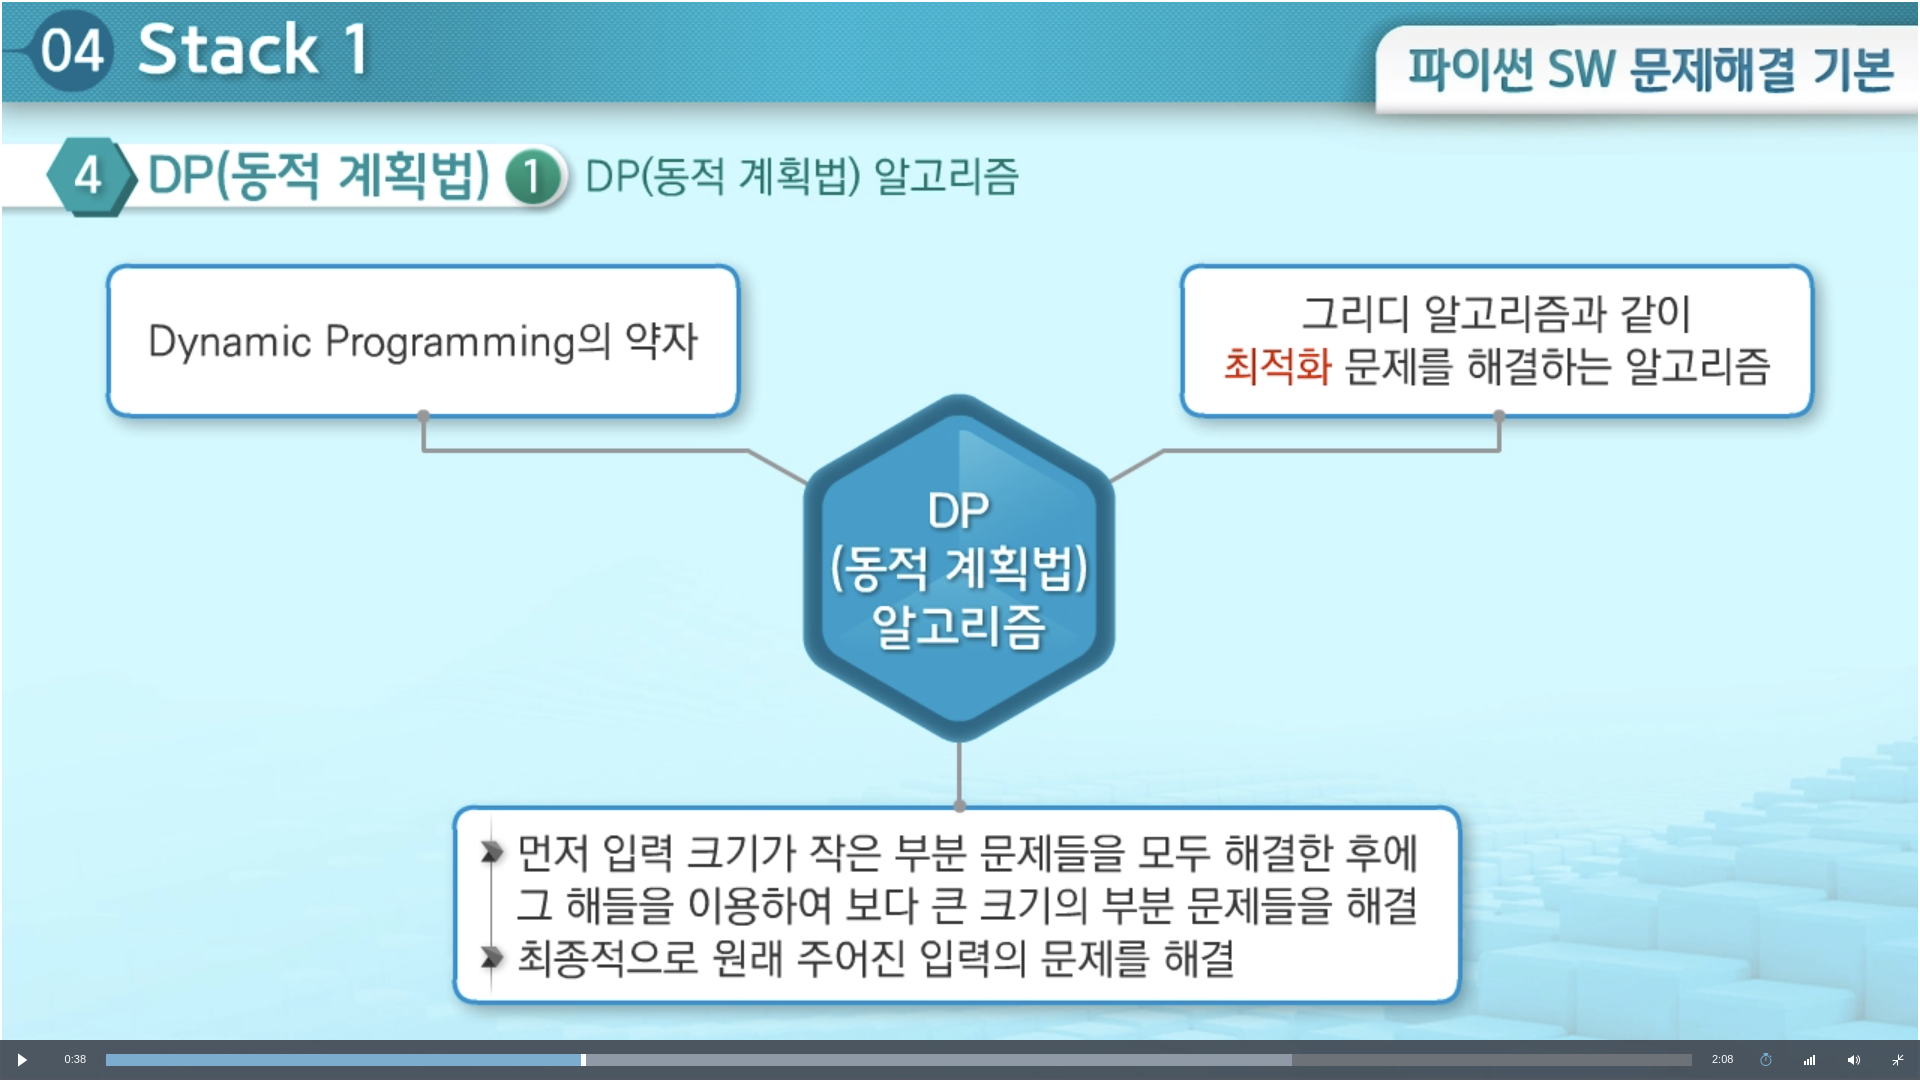 04 Stack 1
파이썬 SW 문제해결 기본
4 DP(동적 계획법) 1 DP(동적 계획법) 알고리즘
Dynamic Programming의 약자
그리디 알고리즘과 같이
최적화 문제를 해결하는 알고리즘
DP
(동적 계획법)
알고리즘
먼저 입력 크기가 작은 부분 문제들을 모두 해결한 후에
그 해들을 이용하여 보다 큰 크기의 부분 문제들을 해결
최종적으로 원래 주어진 입력의 문제를 해결
0:38
2:08